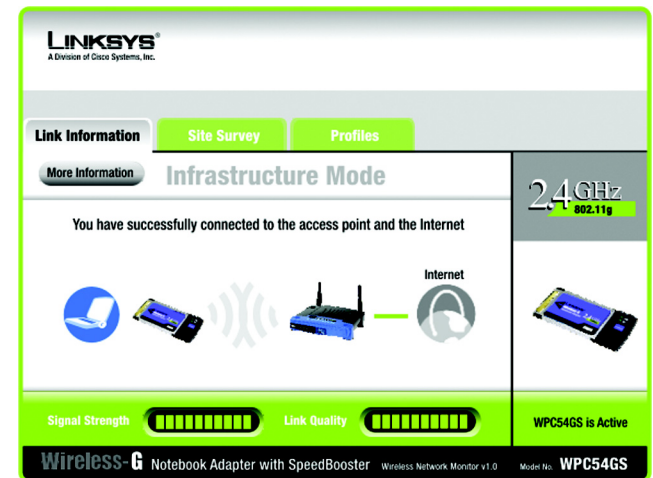 LINKSYS®
A Division of Cisco Systems, Inc.
Link Information
Site Survey
Profiles
More Information
Infrastructure Mode
2.4 GHz
802.11g
You have successfully connected to the access point and the Internet
Internet
Signal Strength
Link Quality
WPC54GS is Active
Wireless-G Notebook Adapter with SpeedBooster Wireless Network Monitor v1.0 Model No. WPC54GS